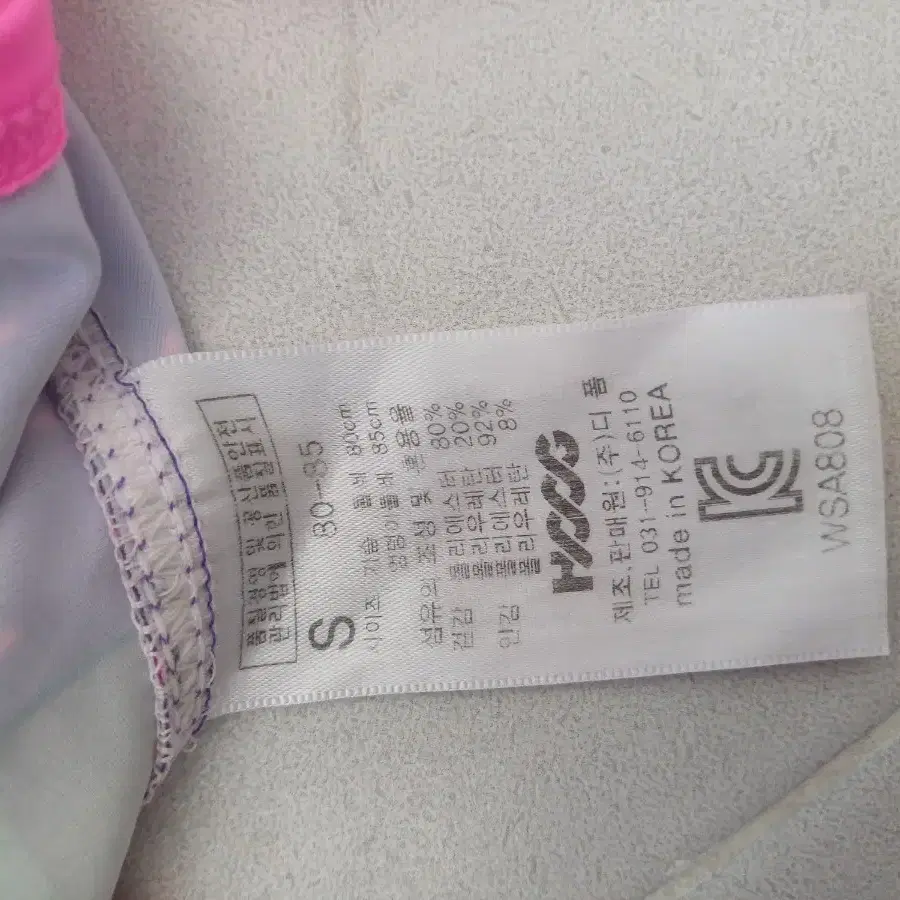 품질경영 및 공산품안전
관리법에 의한 품질표시
S 80-85
사이즈 가슴 둘레 80cm
엉덩이둘레 85cm
섬유의 조성 및 혼용율
겉감 폴리에스텔 80%
폴리우레탄 20%
안감 폴리에스텔 92%
폴리우레탄 8%
제조,판매원:(주)디 폼
TEL 031-914-6110
made in KOREA
WSA808